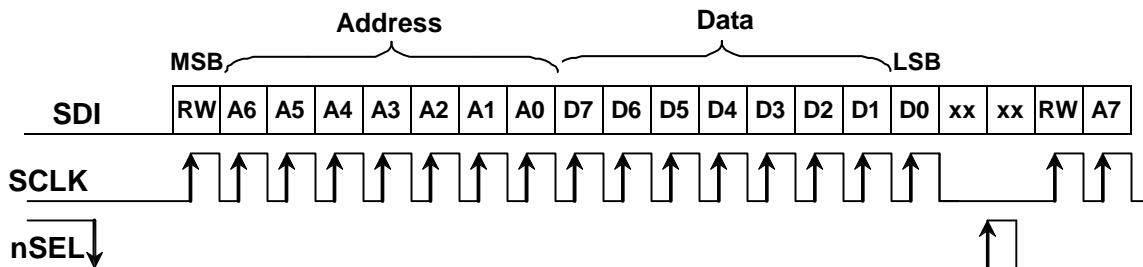 Address Data
MSB LSB
SDI RW A6 A5 A4 A3 A2 A1 A0 D7 D6 D5 D4 D3 D2 D1 D0 xx xx RW A7
SCLK
nSEL